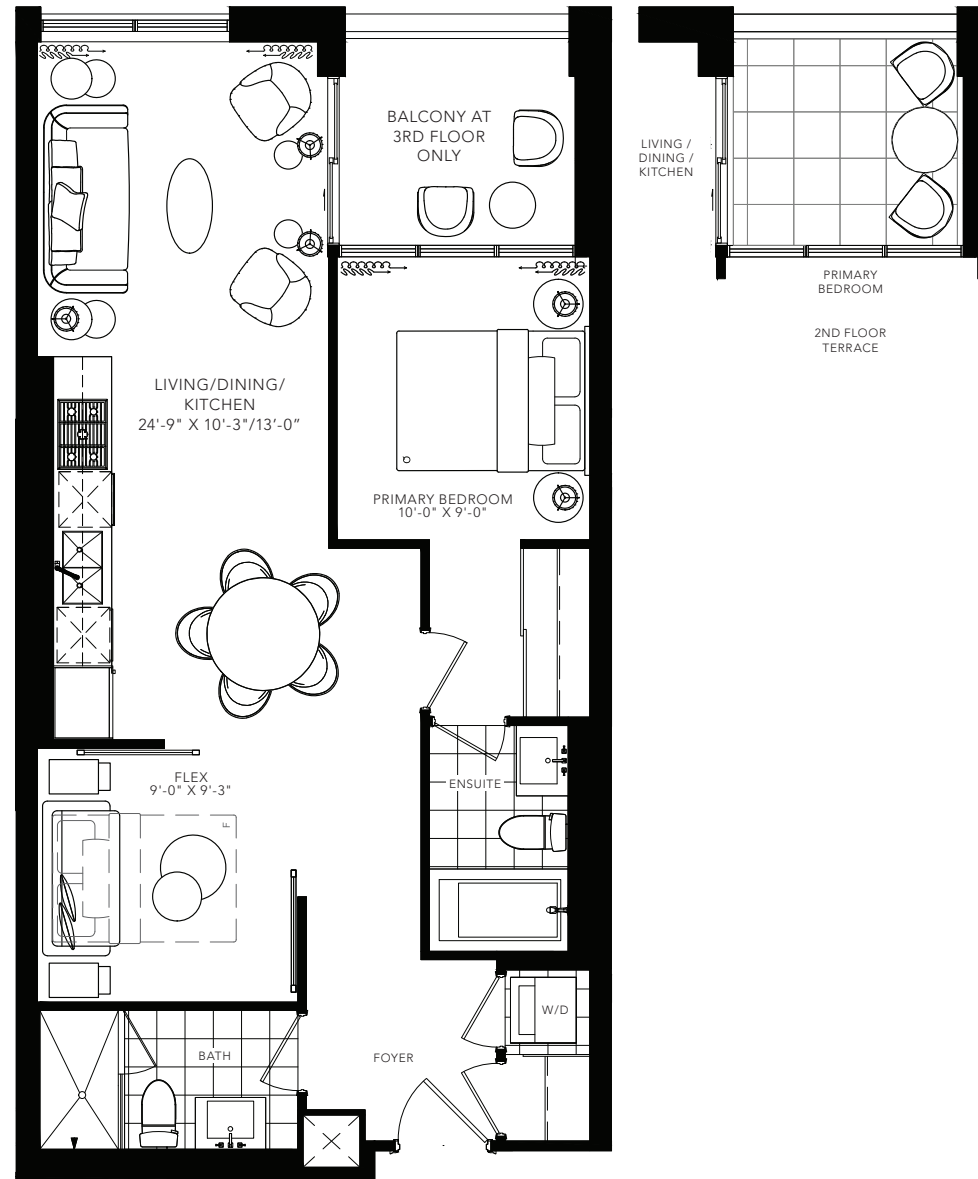 BALCONY AT
3RD FLOOR
ONLY
LIVING /
DINING /
KITCHEN
PRIMARY
BEDROOM
2ND FLOOR
TERRACE
LIVING/DINING/
KITCHEN
24'-9" X 10'-3"/13'-0"
PRIMARY BEDROOM
10'-0" X 9'-0"
FLEX
9'-0" X 9'-3"
ENSUITE
F
W/D
BATH
FOYER